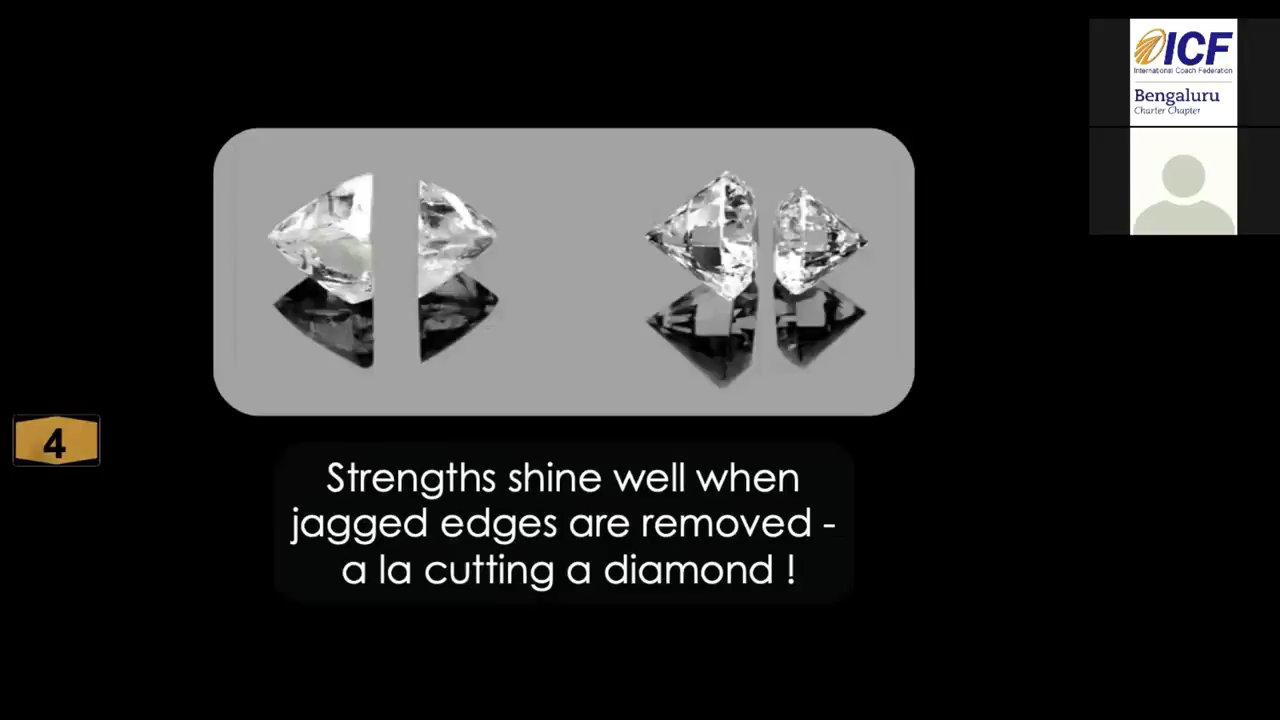 ICF
International Coach Federation
Bengaluru
Charter Chapter
4
Strengths shine well when
jagged edges are removed -
a la cutting a diamond !